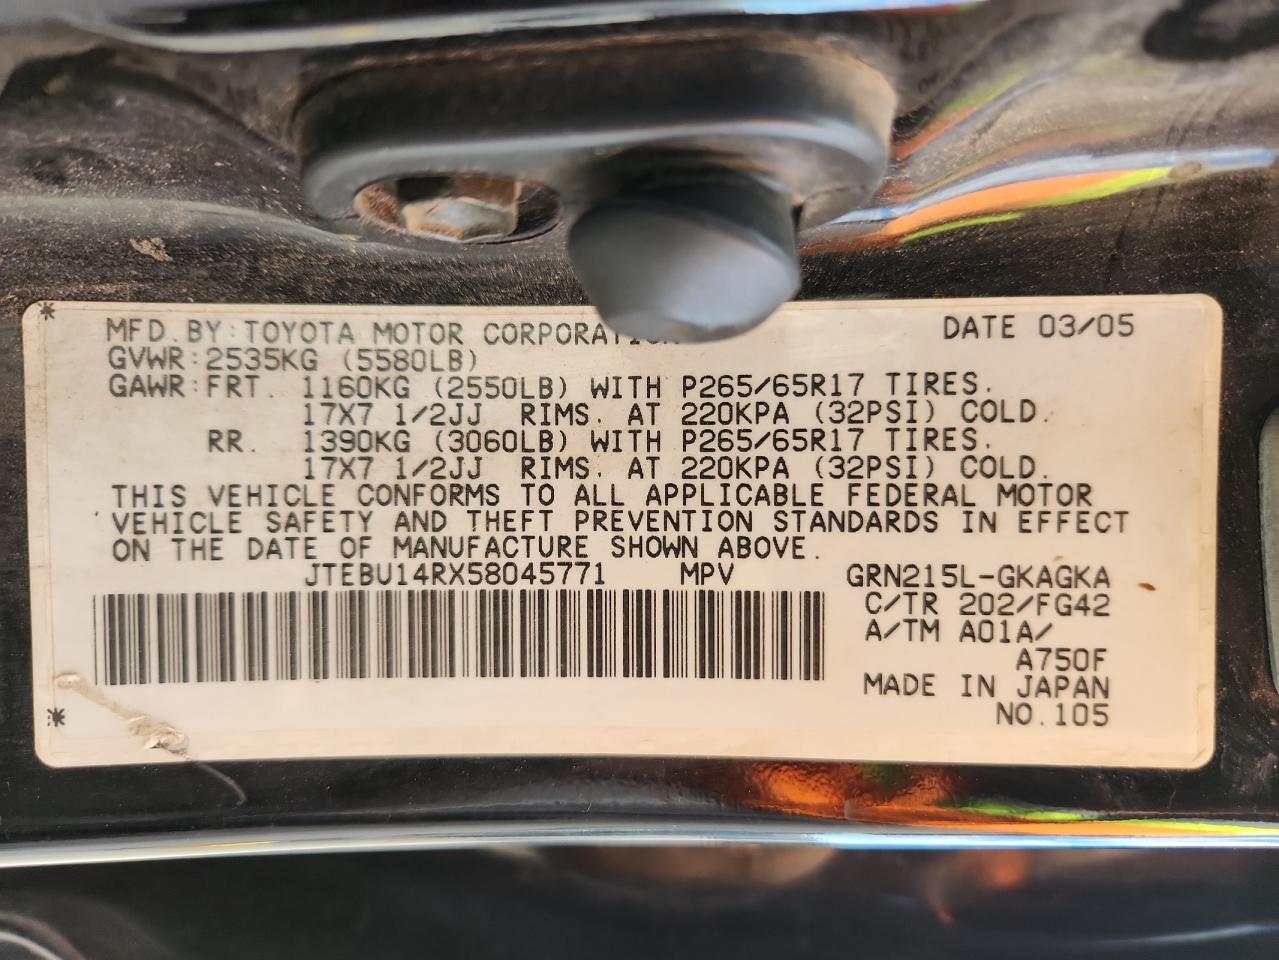 MFD. BY: TOYOTA MOTOR DATE 03/05
GVWR: 2535KG (5580LB)
GAWR: FRT. 1160KG (2550LB) WITH P265/65R17 TIRES.
17X7 1/2JJ RIMS. AT 220KPA (32PSI) COLD.
RR. 1390KG (3060LB) WITH P265/65R17 TIRES.
17X7 1/2JJ RIMS. AT 220KPA (32PSI) COLD.
THIS VEHICLE CONFORMS TO ALL APPLICABLE FEDERAL MOTOR
VEHICLE SAFETY AND THEFT PREVENTION STANDARDS IN EFFECT
ON THE DATE OF MANUFACTURE SHOWN ABOVE.
JTEBU14RX58045771 MPV GRN215L-GKAGKA
C/TR 202/FG42
A/TM A01A/
A750F
MADE IN JAPAN
NO.105